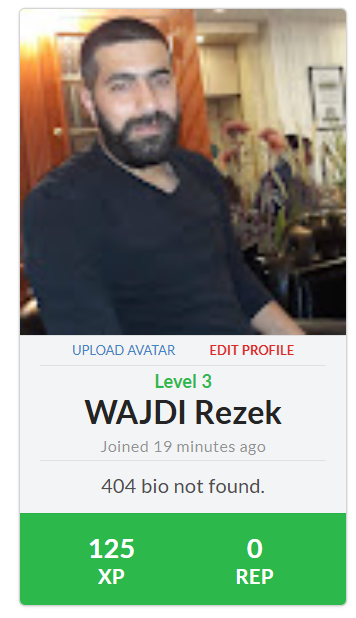 UPLOAD AVATAR EDIT PROFILE
Level 3
WAJDI Rezek
Joined 19 minutes ago
404 bio not found.
125 0
XP REP